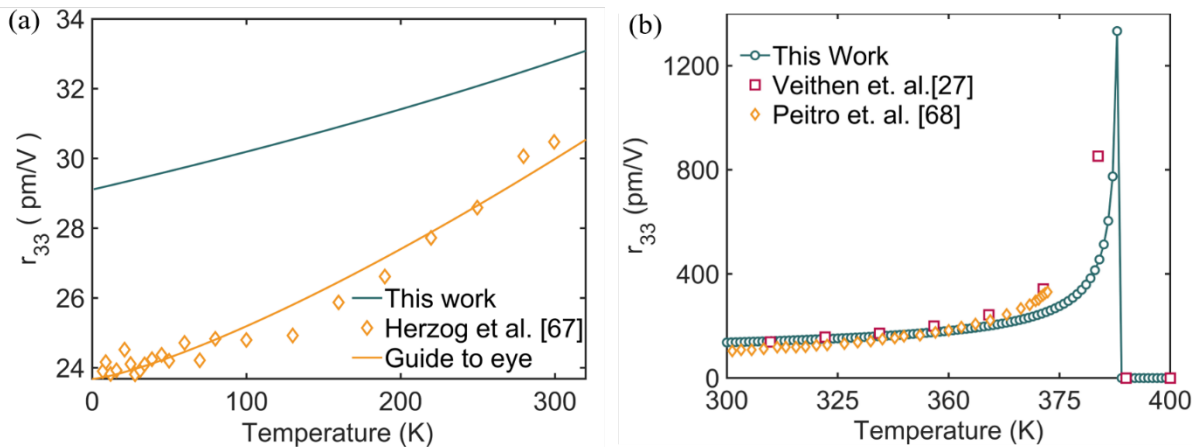 (a)
34
32
30
28
26
24
r33 ( pm/V)
This work
Herzog et al. [67]
Guide to eye
0
100
200
300
Temperature (K)
(b)
1200
800
400
0
r33 (pm/V)
This Work
Veithen et. al.[27]
Peitro et. al. [68]
300
325
360
375
400
Temperature (K)